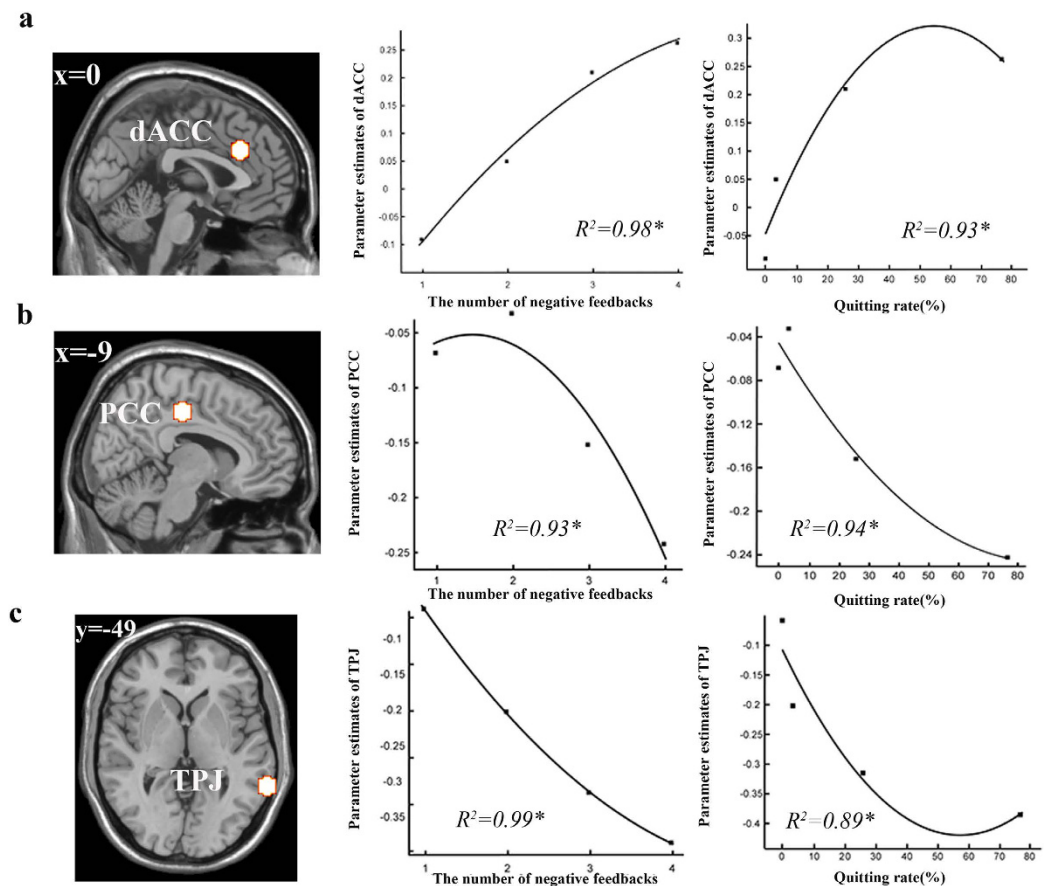 a
x=0
dACC
Parameter estimates of dACC
0.25
0.2
0.15
0.1
0.05
0
-0.05
-0.1
1
2
3
4
R²=0.98*
The number of negative feedbacks
Parameter estimates of dACC
0.3
0.2
0.1
0
-0.05
0
10
20
30
40
50
60
70
80
R²=0.93*
Quitting rate(%)
b
x=-9
PCC
Parameter estimates of PCC
-0.05
-0.1
-0.15
-0.2
-0.25
1
2
3
4
R²=0.93*
The number of negative feedbacks
Parameter estimates of PCC
-0.04
-0.08
-0.12
-0.16
-0.2
-0.24
0
10
20
30
40
50
60
70
80
R²=0.94*
Quitting rate(%)
c
y=-49
TPJ
Parameter estimates of TPJ
-0.1
-0.15
-0.2
-0.25
-0.3
-0.35
1
2
3
4
R²=0.99*
The number of negative feedbacks
Parameter estimates of TPJ
-0.1
-0.15
-0.2
-0.25
-0.3
-0.35
-0.4
0
10
20
30
40
50
60
70
80
R²=0.89*
Quitting rate(%)